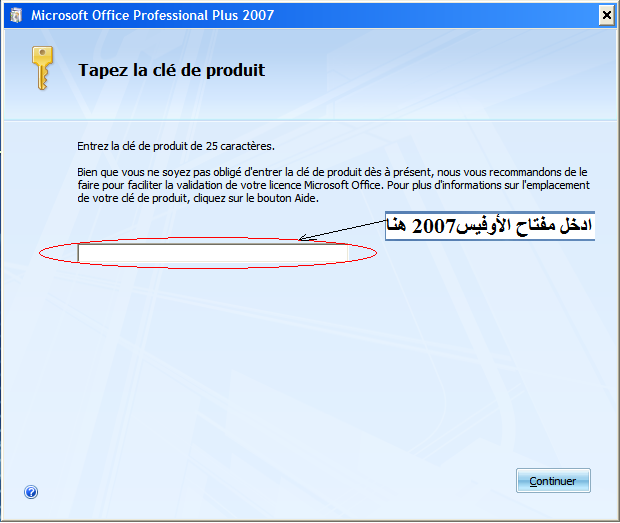 Microsoft Office Professional Plus 2007
Tapez la clé de produit
Entrez la clé de produit de 25 caractères.
Bien que vous ne soyez pas obligé d'entrer la clé de produit dès à présent, nous vous recommandons de le
faire pour faciliter la validation de votre licence Microsoft Office. Pour plus d'informations sur l'emplacement
de votre clé de produit, cliquez sur le bouton Aide.
ادخل مفتاح الأوفيس2007 هنا
Continuer